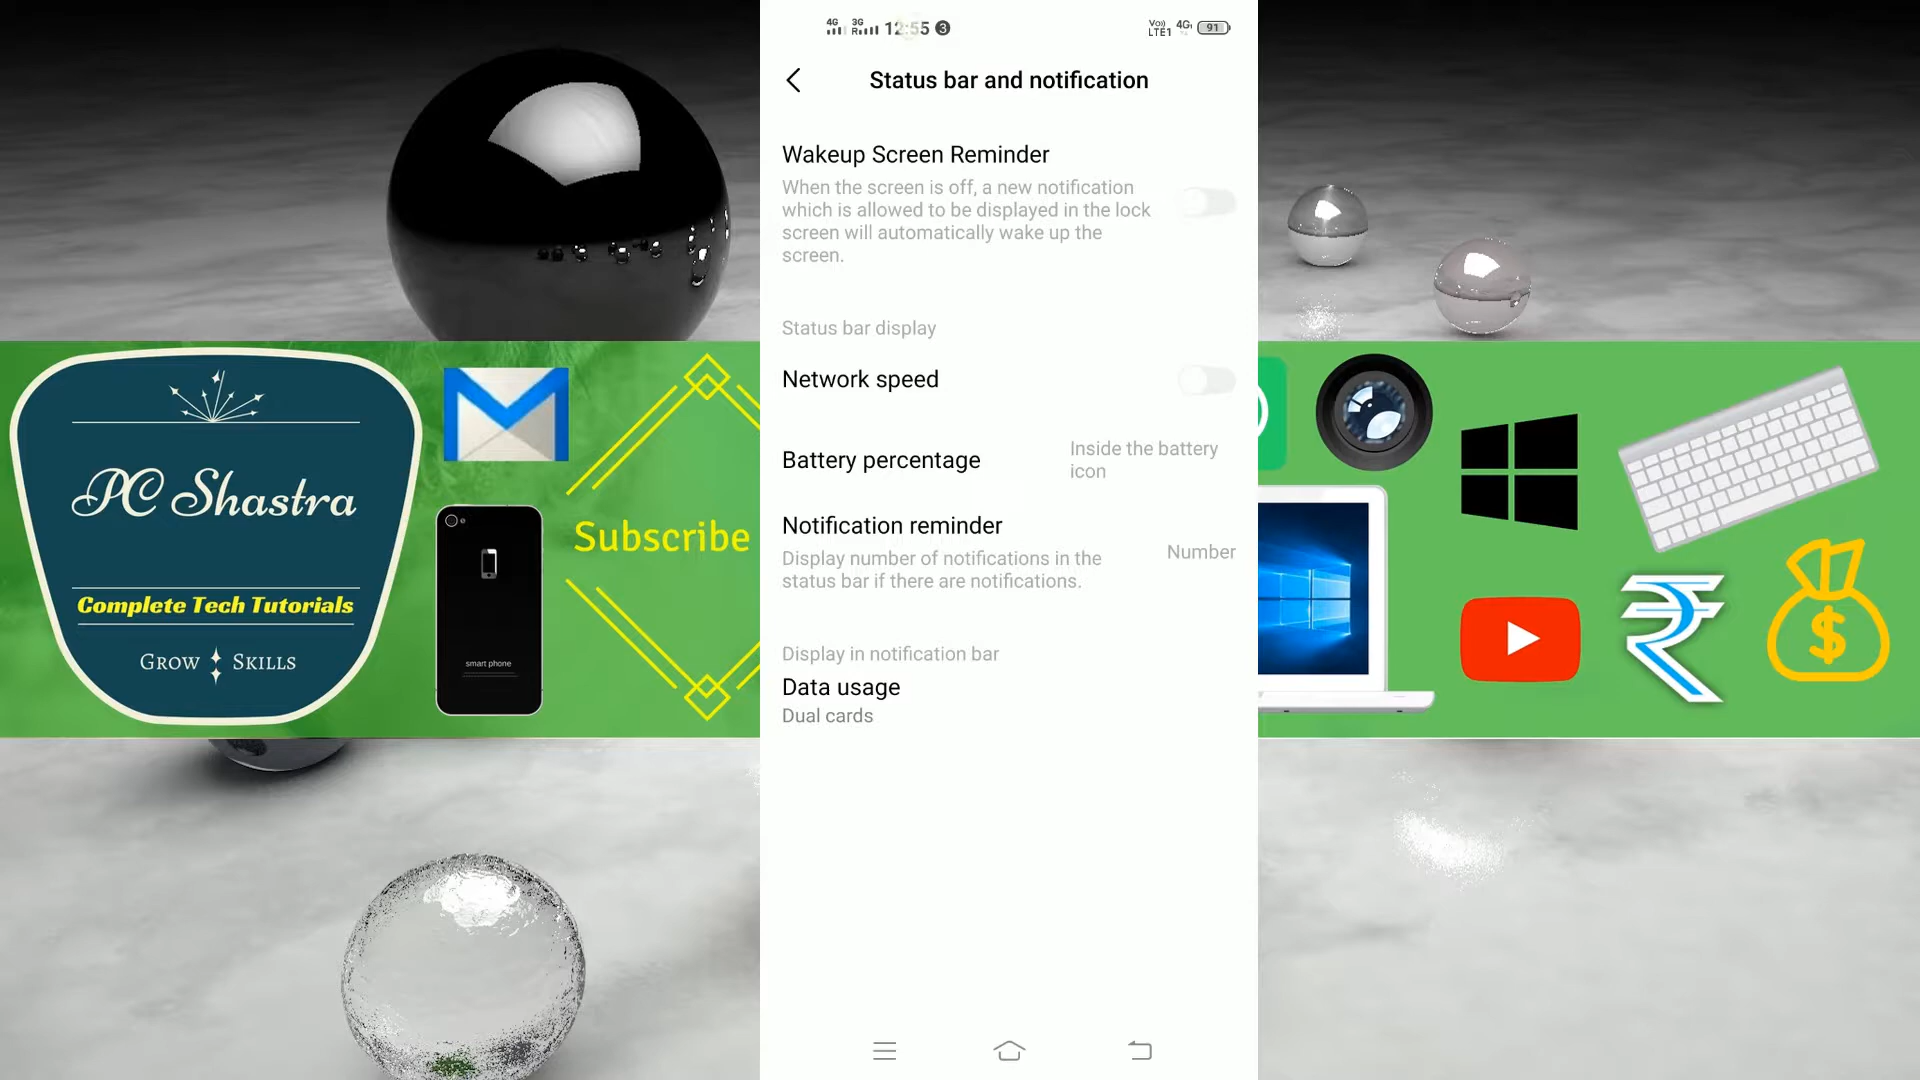 4G 3G R 12:55 3 Vo)) LTE1 4G 91
Status bar and notification
Wakeup Screen Reminder
When the screen is off, a new notification
which is allowed to be displayed in the lock
screen will automatically wake up the
screen.
Status bar display
Network speed
Battery percentage
Inside the battery
icon
Notification reminder
Display number of notifications in the
status bar if there are notifications.
Number
Display in notification bar
Data usage
Dual cards
PC Shastra
Complete Tech Tutorials
GROW SKILLS
smart phone
Subscribe